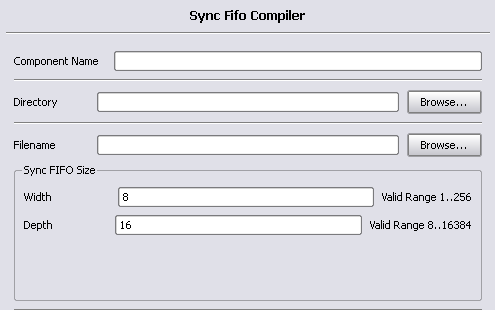 Sync Fifo Compiler
Component Name
Directory Browse...
Filename Browse...
Sync FIFO Size
Width 8 Valid Range 1..256
Depth 16 Valid Range 8..16384